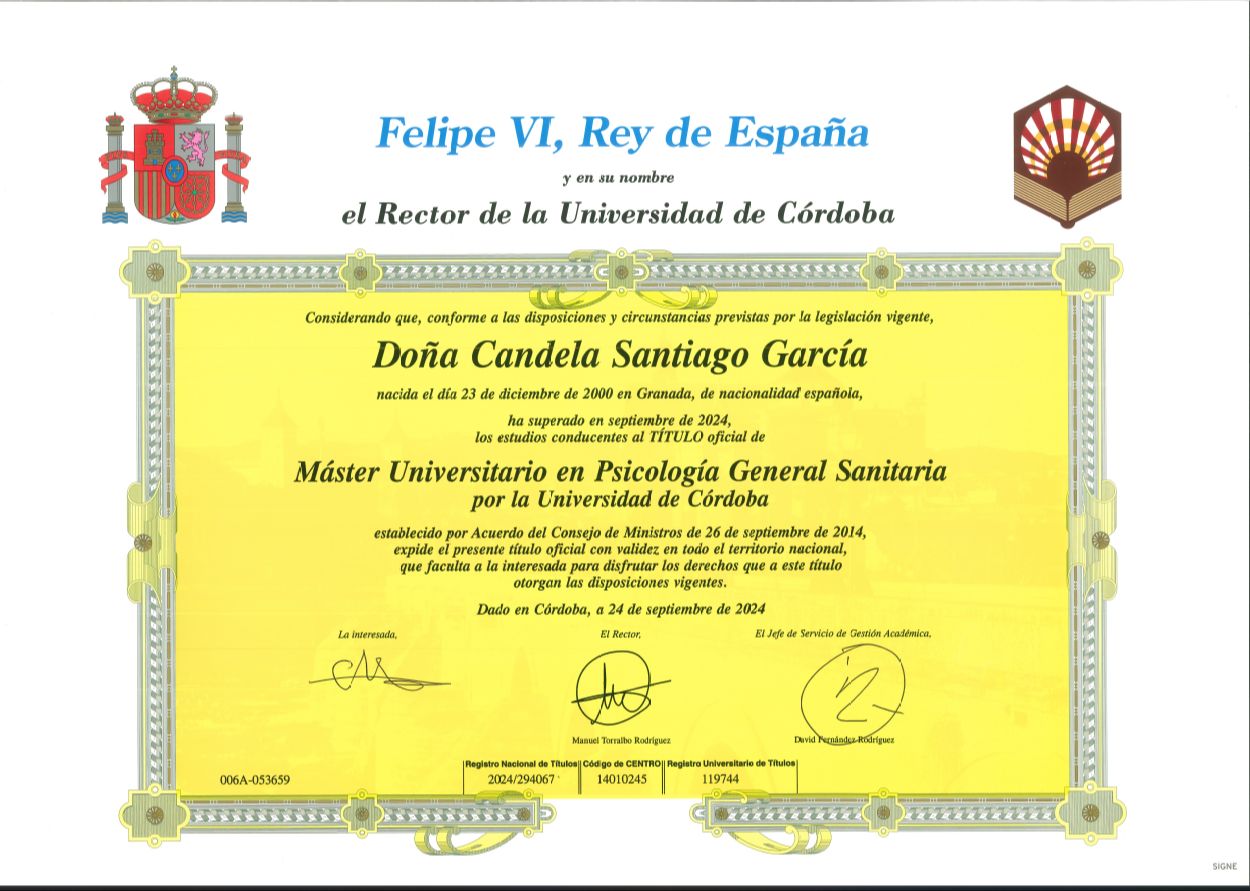 Felipe VI, Rey de España
y en su nombre
el Rector de la Universidad de Córdoba
Considerando que, conforme a las disposiciones y circunstancias previstas por la legislación vigente,
Doña Candela Santiago García
nacida el día 23 de diciembre de 2000 en Granada, de nacionalidad española,
ha superado en septiembre de 2024,
los estudios conducentes al TÍTULO oficial de
Máster Universitario en Psicología General Sanitaria
por la Universidad de Córdoba
establecido por Acuerdo del Consejo de Ministros de 26 de septiembre de 2014,
expide el presente título oficial con validez en todo el territorio nacional,
que faculta a la interesada para disfrutar los derechos que a este título
otorgan las disposiciones vigentes.
Dado en Córdoba, a 24 de septiembre de 2024
La interesada, El Rector, El Jefe de Servicio de Gestión Académica,
Manuel Torralbo Rodríguez David Fernández Rodríguez
Registro Nacional de Títulos Código de CENTRO Registro Universitario de Títulos
006A-053659 2024/294067 14010245 119744
SIGNE